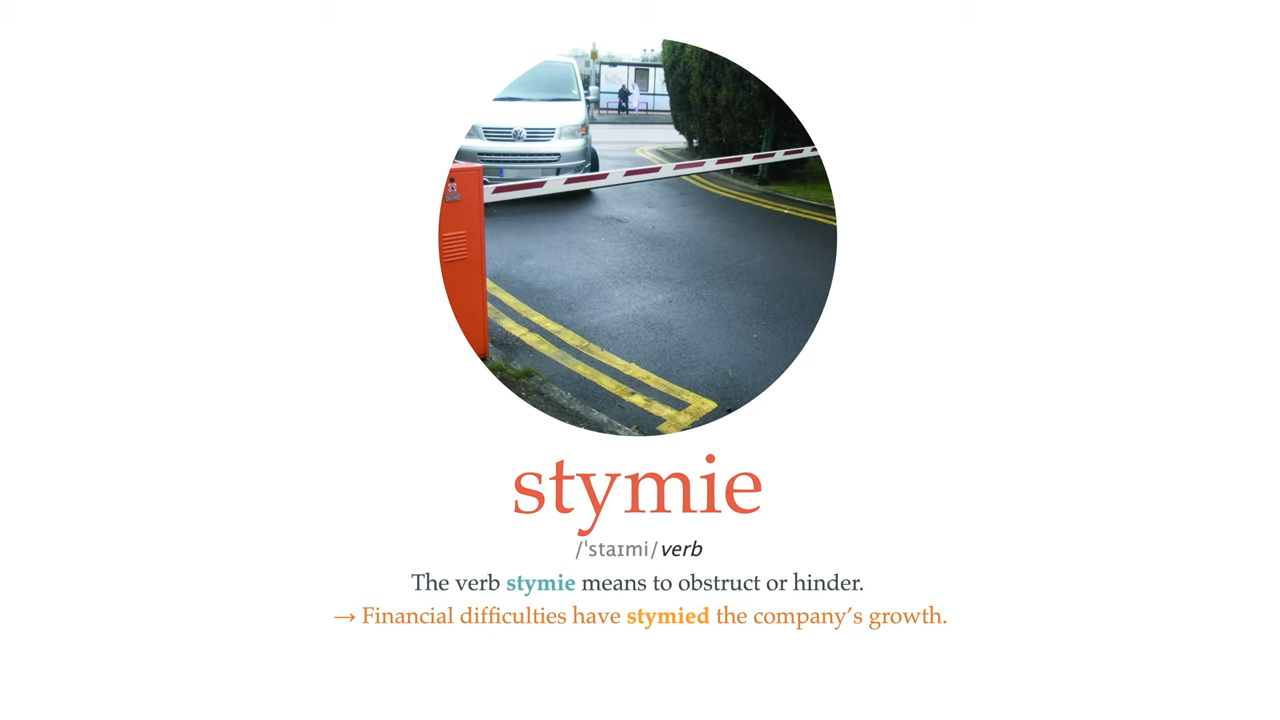 stymie
/ˈstaɪmi/ verb
The verb stymie means to obstruct or hinder.
→ Financial difficulties have stymied the company’s growth.